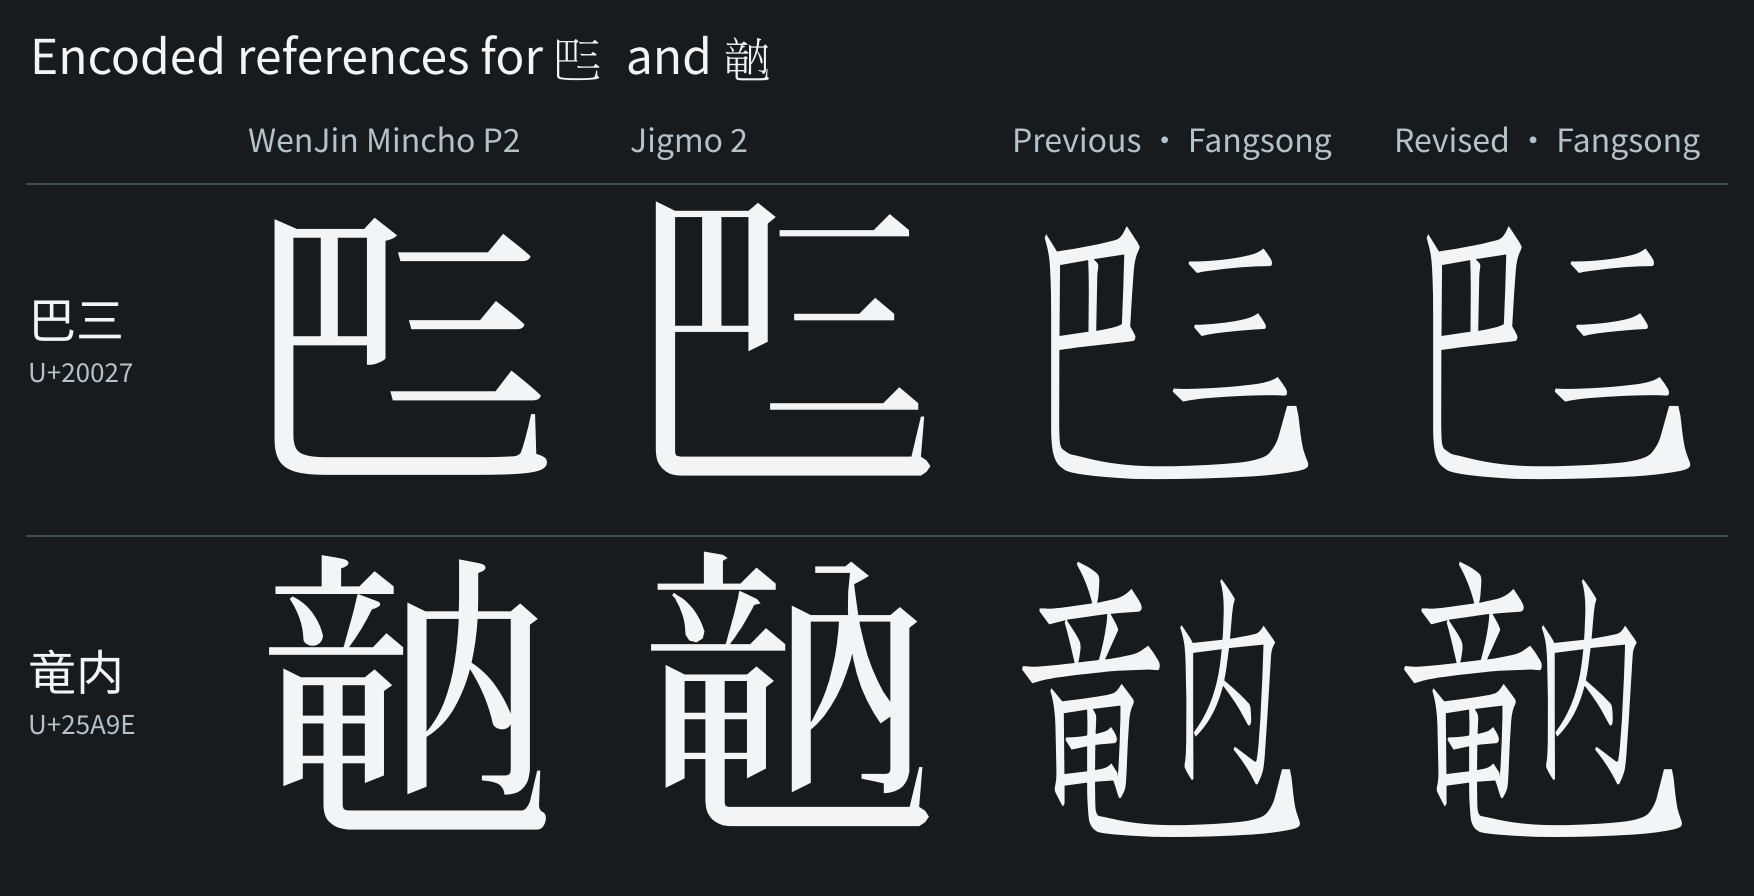 Encoded references for 𠀧 and 𥪞
WenJin Mincho P2 Jigmo 2 Previous • Fangsong Revised • Fangsong
巴三 𠀧 𠀧 𠀧 𠀧
U+20027
竜内 𥪞 𥪞 𥪞 𥪞
U+25A9E